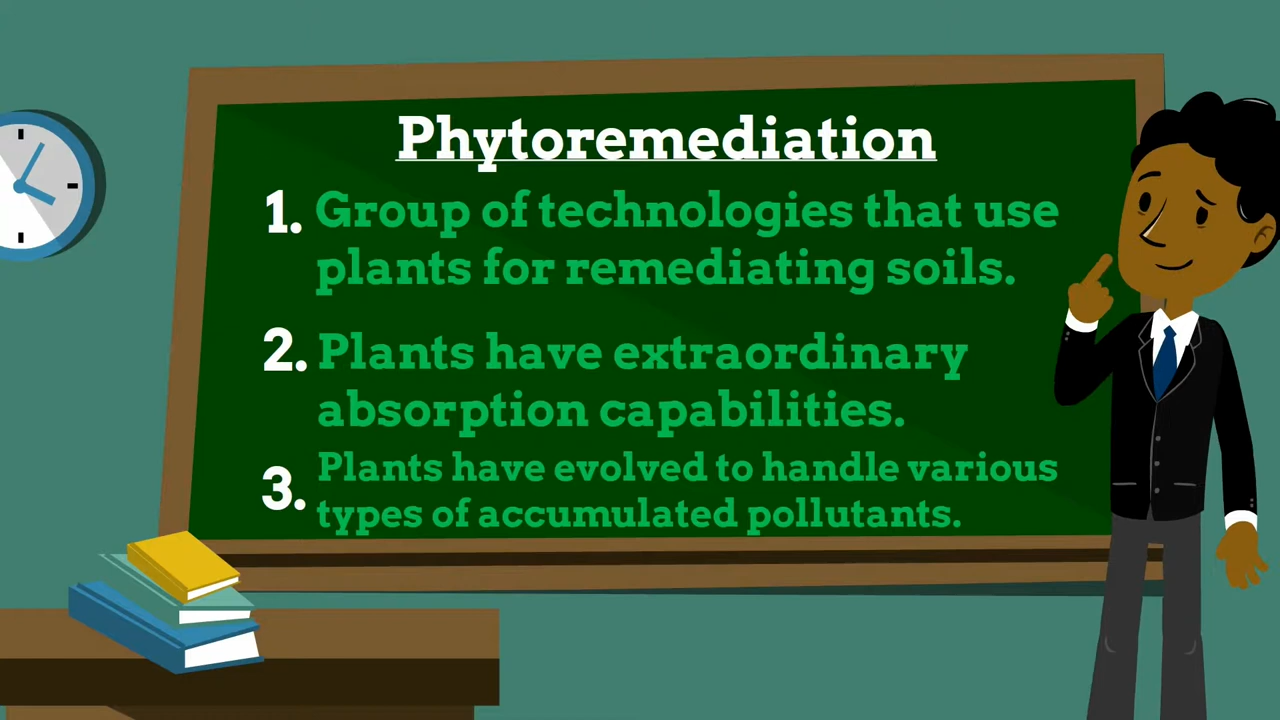 Phytoremediation
1. Group of technologies that use
plants for remediating soils.
2. Plants have extraordinary
absorption capabilities.
3. Plants have evolved to handle various
types of accumulated pollutants.